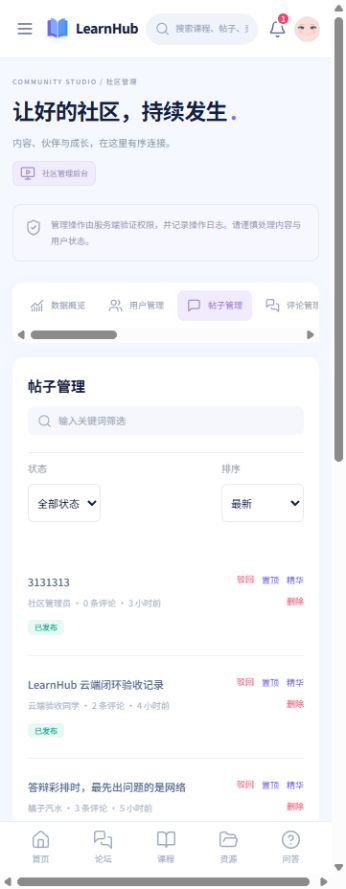 LearnHub
搜索课程、帖子、
1
COMMUNITY STUDIO / 社区管理
让好的社区，持续发生.
内容、伙伴与成长，在这里有序连接。
社区管理后台
管理操作由服务端验证权限，并记录操作日志。请谨慎处理内容与
用户状态。
数据概览
用户管理
帖子管理
评论管理
帖子管理
输入关键词筛选
状态
排序
全部状态
最新
3131313
驳回 置顶 精华
社区管理员 · 0 条评论 · 3 小时前
删除
已发布
LearnHub 云端闭环验收记录
驳回 置顶 精华
云端验收同学 · 2 条评论 · 4 小时前
删除
已发布
答辩彩排时，最先出问题的是网络
驳回 置顶 精华
橘子汽水 · 3 条评论 · 5 小时前
删除
首页
论坛
课程
资源
问答